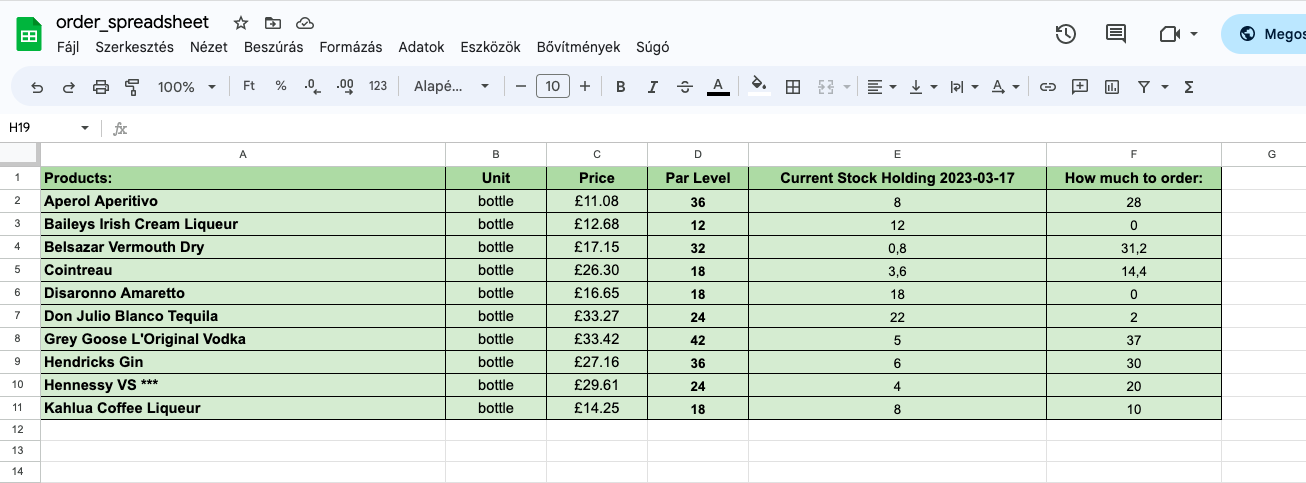 order_spreadsheet
Fájl Szerkesztés Nézet Beszúrás Formázás Adatok Eszközök Bővítmények Súgó
Megos
100% Ft % .0 .00 123 Alapé... 10 B I S A Σ
H19 fx
A B C D E F G
1 Products: Unit Price Par Level Current Stock Holding 2023-03-17 How much to order:
2 Aperol Aperitivo bottle £11.08 36 8 28
3 Baileys Irish Cream Liqueur bottle £12.68 12 12 0
4 Belsazar Vermouth Dry bottle £17.15 32 0,8 31,2
5 Cointreau bottle £26.30 18 3,6 14,4
6 Disaronno Amaretto bottle £16.65 18 18 0
7 Don Julio Blanco Tequila bottle £33.27 24 22 2
8 Grey Goose L'Original Vodka bottle £33.42 42 5 37
9 Hendricks Gin bottle £27.16 36 6 30
10 Hennessy VS *** bottle £29.61 24 4 20
11 Kahlua Coffee Liqueur bottle £14.25 18 8 10
12
13
14